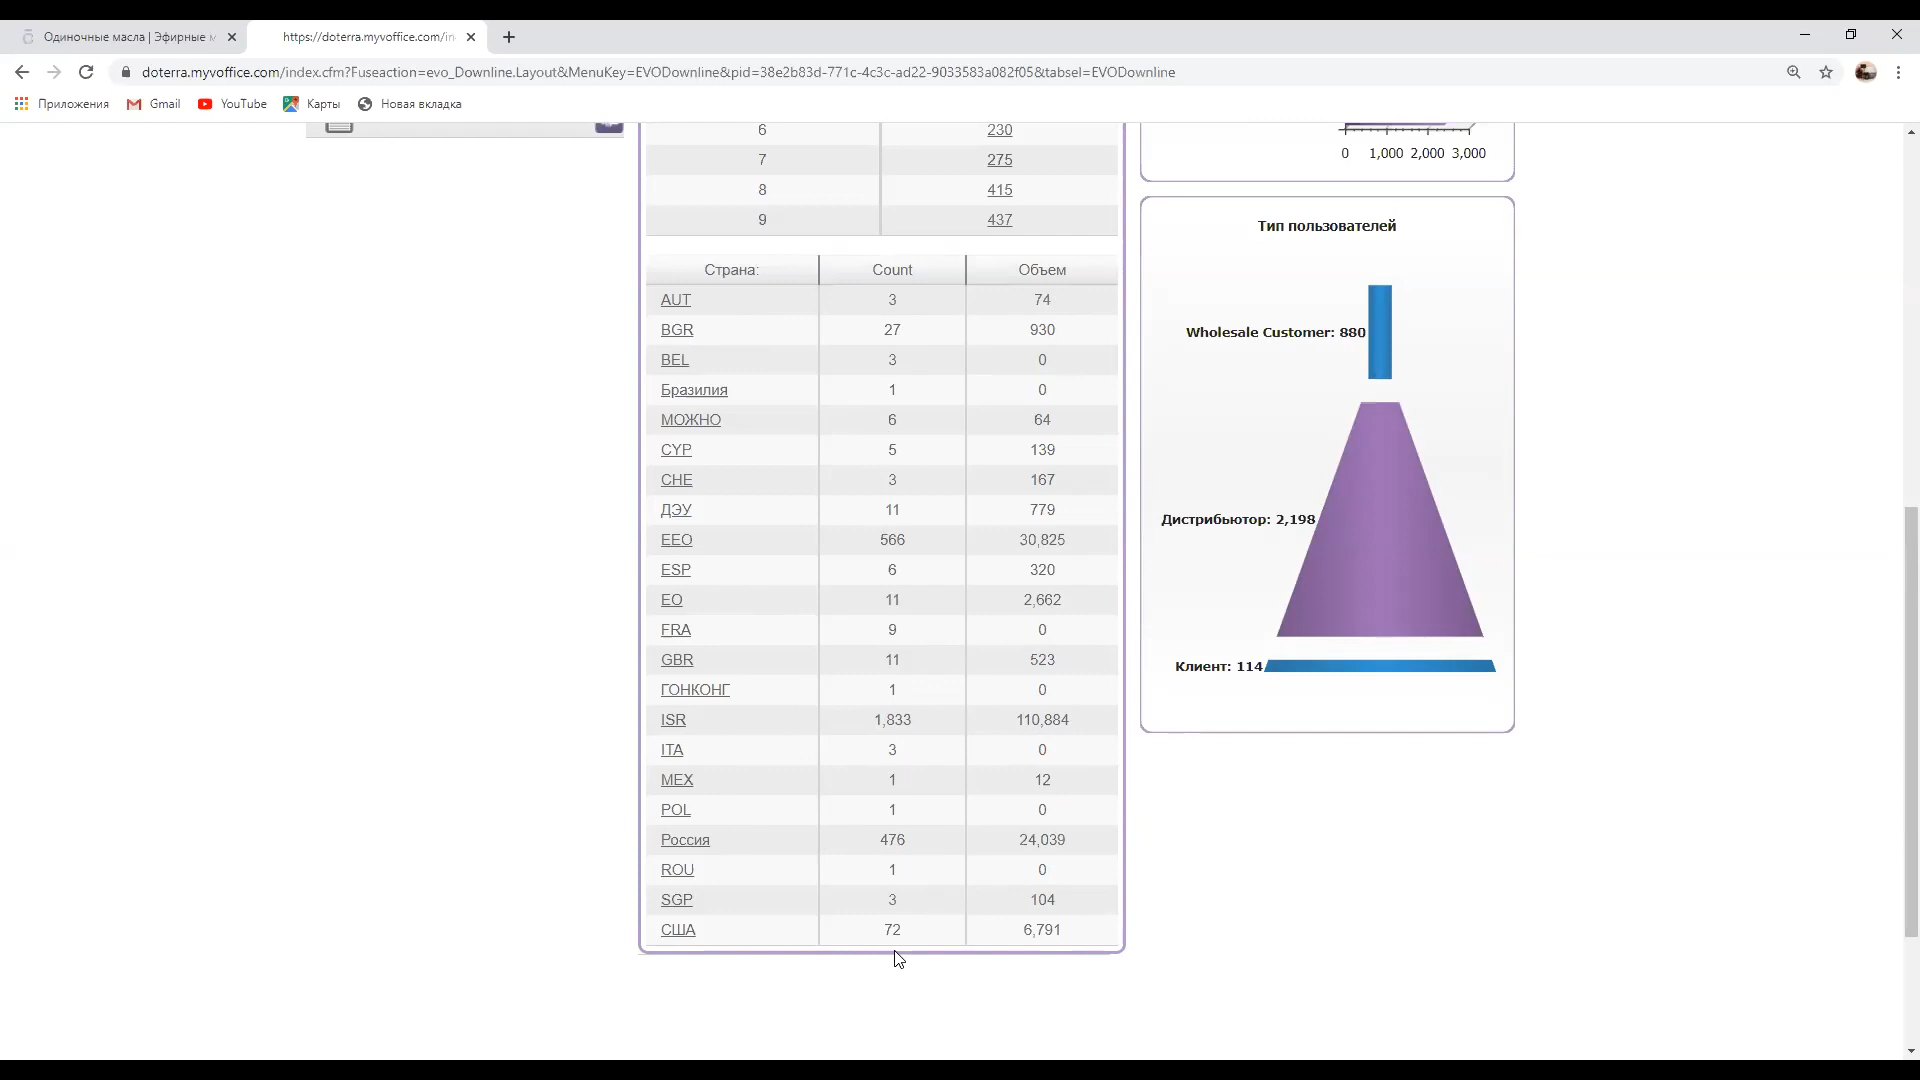 Одиночные масла | Эфирные м
https://doterra.myvoffice.com/in
doterra.myvoffice.com/index.cfm?Fuseaction=evo_Downline.Layout&MenuKey=EVODownline&pid=38e2b83d-771c-4c3c-ad22-9033583a082f05&tabsel=EVODownline
Приложения Gmail YouTube Карты Новая вкладка
6 230
7 275
8 415
9 437
Страна: Count Объем
AUT 3 74
BGR 27 930
BEL 3 0
Бразилия 1 0
МОЖНО 6 64
CYP 5 139
CHE 3 167
ДЭУ 11 779
EEO 566 30,825
ESP 6 320
EO 11 2,662
FRA 9 0
GBR 11 523
ГОНКОНГ 1 0
ISR 1,833 110,884
ITA 3 0
MEX 1 12
POL 1 0
Россия 476 24,039
ROU 1 0
SGP 3 104
США 72 6,791
0 1,000 2,000 3,000
Тип пользователей
Wholesale Customer: 880
Дистрибьютор: 2,198
Клиент: 114